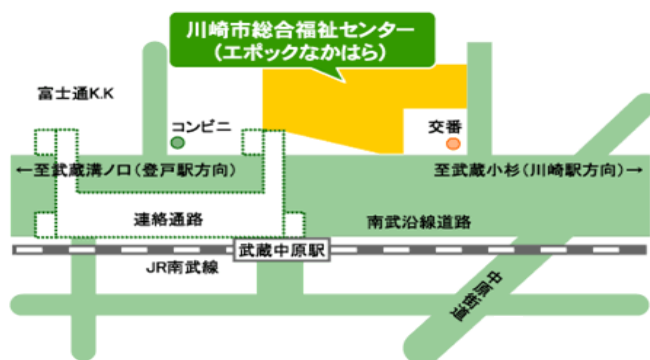 川崎市総合福祉センター
(エポックなかはら)
富士通K.K
コンビニ
交番
←至武蔵溝ノ口(登戸駅方向)
至武蔵小杉(川崎駅方向)→
連絡通路
南武沿線道路
武蔵中原駅
JR南武線
中原街道